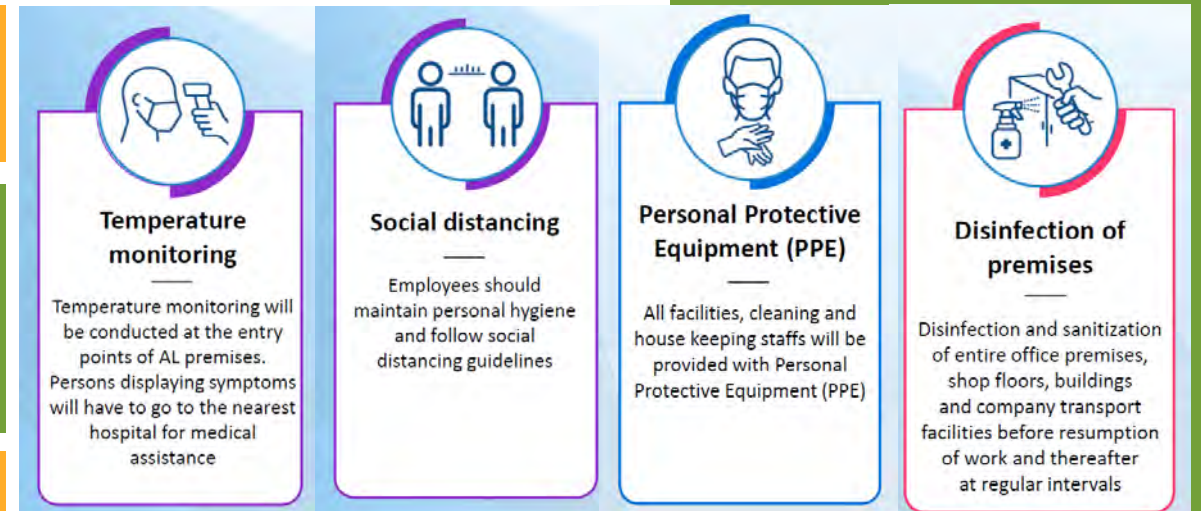 Temperature
monitoring
Temperature monitoring will
be conducted at the entry
points of AL premises.
Persons displaying symptoms
will have to go to the nearest
hospital for medical
assistance
Social distancing
Employees should
maintain personal hygiene
and follow social
distancing guidelines
Personal Protective
Equipment (PPE)
All facilities, cleaning and
house keeping staffs will be
provided with Personal
Protective Equipment (PPE)
Disinfection of
premises
Disinfection and sanitization
of entire office premises,
shop floors, buildings
and company transport
facilities before resumption
of work and thereafter
at regular intervals